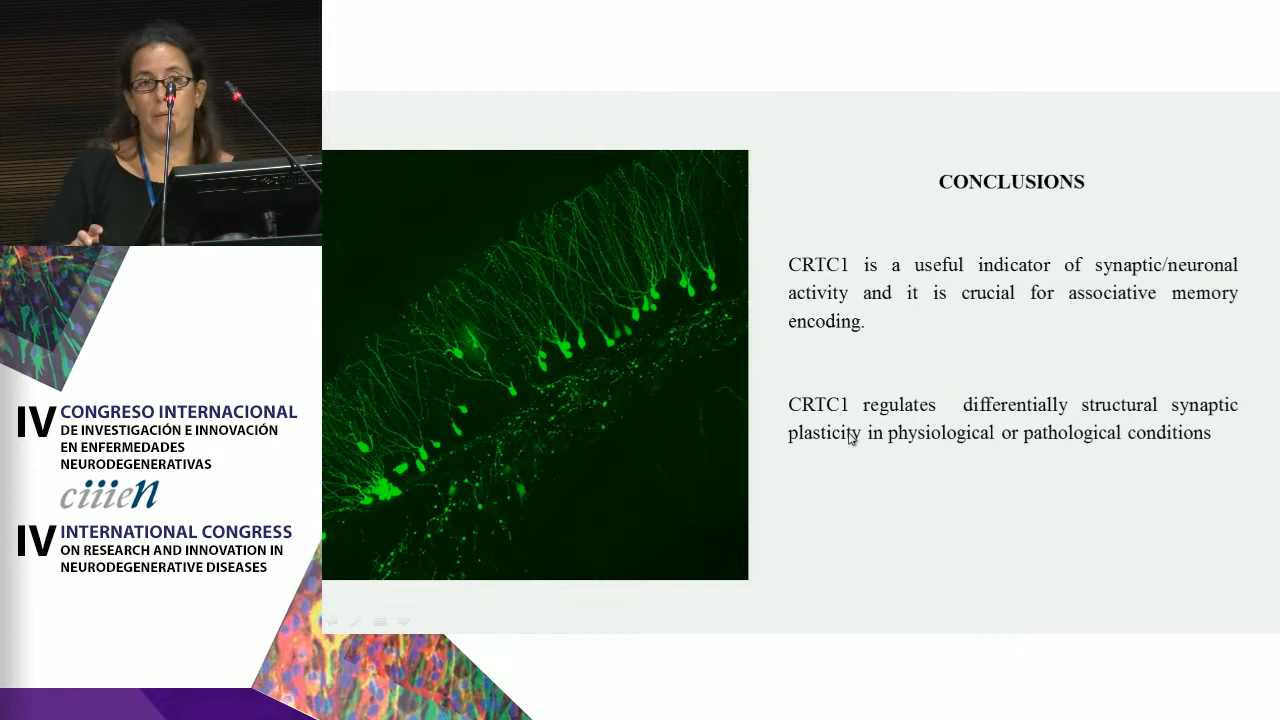 CONCLUSIONS
CRTC1 is a useful indicator of synaptic/neuronal
activity and it is crucial for associative memory
encoding.
CRTC1 regulates differentially structural synaptic
plasticity in physiological or pathological conditions
IV CONGRESO INTERNACIONAL
DE INVESTIGACIÓN E INNOVACIÓN
EN ENFERMEDADES
NEURODEGENERATIVAS
ciiien
IV INTERNATIONAL CONGRESS
ON RESEARCH AND INNOVATION IN
NEURODEGENERATIVE DISEASES